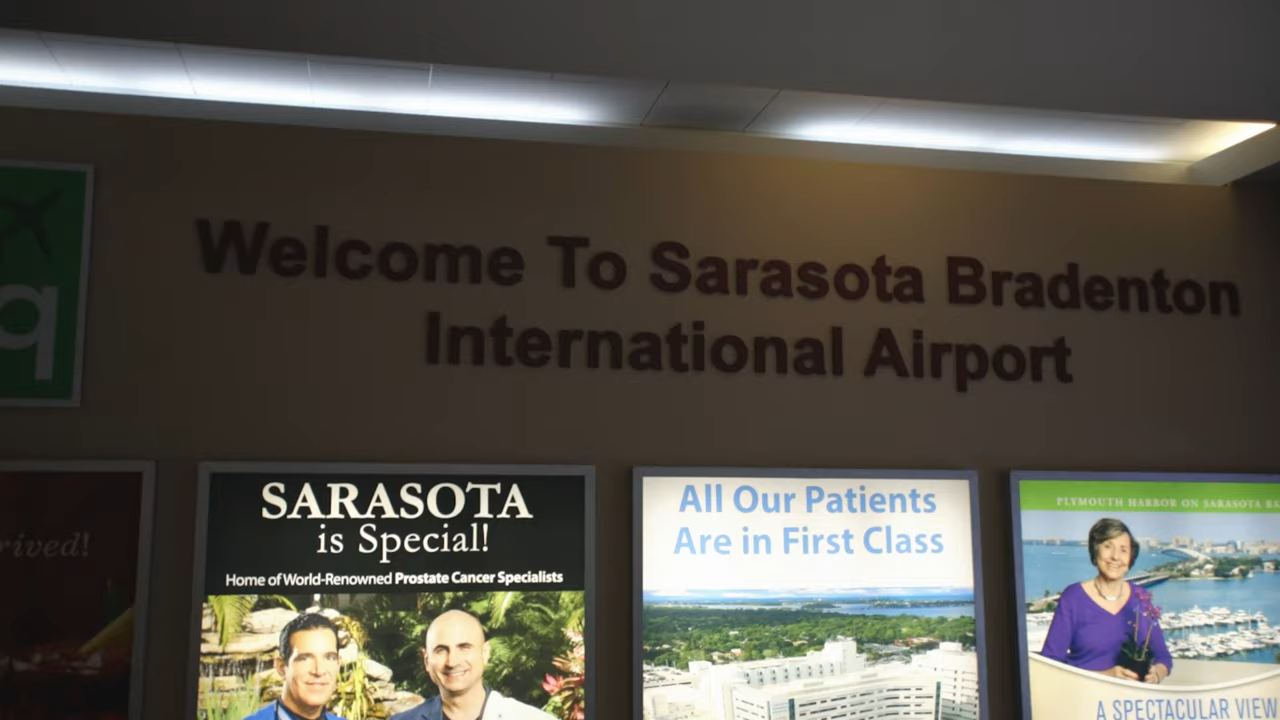 Welcome To Sarasota Bradenton
International Airport
q
rived!
SARASOTA
is Special!
Home of World-Renowned Prostate Cancer Specialists
All Our Patients
Are in First Class
PLYMOUTH HARBOR ON SARASOTA
A SPECTACULAR VIEW